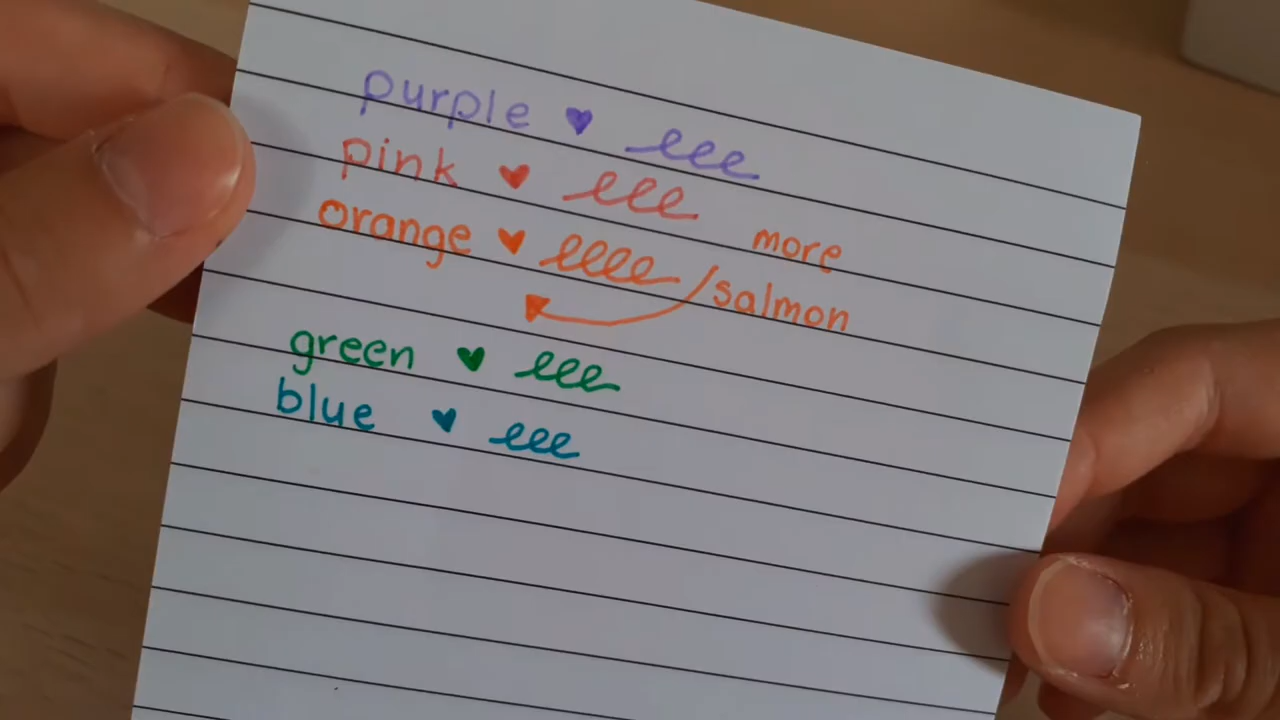 purple ♥
pink ♥
orange ♥
more
salmon
green ♥
blue ♥